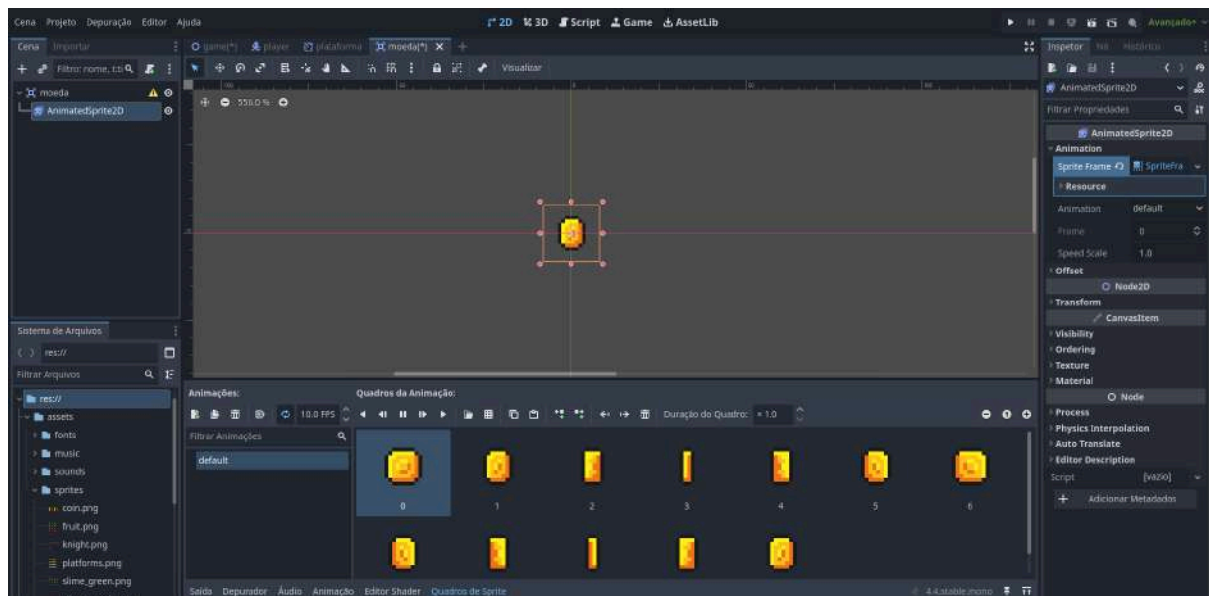 Cena Projeto Depuração Editor Ajuda
2D 3D Script Game AssetLib
Avançado+
Cena Importar
Filtro: nome, t:ti
moeda
AnimatedSprite2D
game(*) player plataforma moeda(*)
Visualizar
550.0 %
Inspetor Nó Histórico
AnimatedSprite2D
Filtrar Propriedades
AnimatedSprite2D
Animation
Sprite Frame SpriteFra
Resource
Animation default
Frame 0
Speed Scale 1.0
Offset
Node2D
Transform
CanvasItem
Visibility
Ordering
Texture
Material
Node
Process
Physics Interpolation
Auto Translate
Editor Description
Script [vazio]
Adicionar Metadados
Sistema de Arquivos
res://
Filtrar Arquivos
res://
assets
fonts
music
sounds
sprites
coin.png
fruit.png
knight.png
platforms.png
slime_green.png
Animações:
10.0 FPS
Filtrar Animações
default
Quadros da Animação:
Duração do Quadro: × 1.0
0 1 2 3 4 5 6
Saída Depurador Áudio Animação Editor Shader Quadros de Sprite
4.4.stable.mono